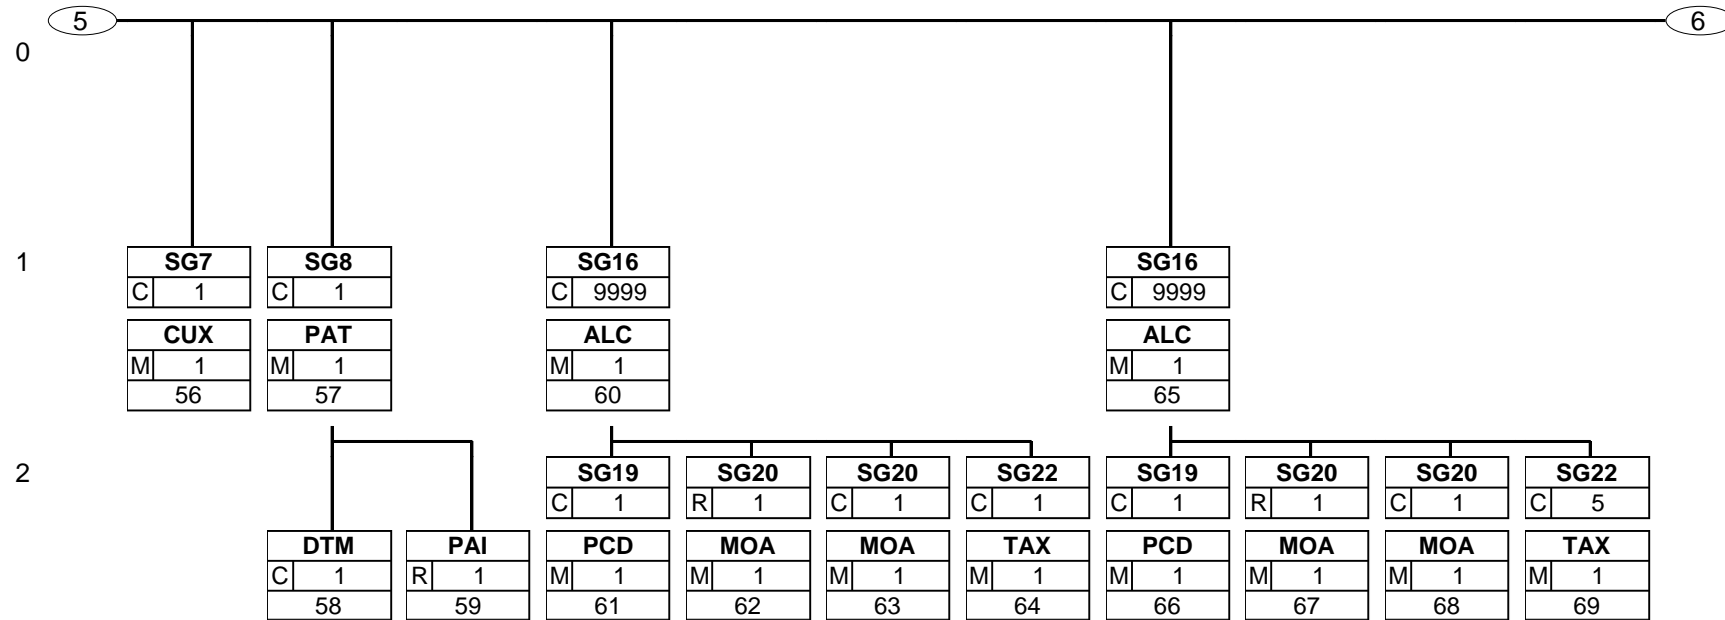 5 6
0
1 SG7 SG8 SG16 SG16
C 1 C 1 C 9999 C 9999
CUX PAT ALC ALC
M 1 M 1 M 1 M 1
56 57 60 65
2 SG19 SG20 SG20 SG22 SG19 SG20 SG20 SG22
C 1 R 1 C 1 C 1 C 1 R 1 C 1 C 5
DTM PAI PCD MOA MOA TAX PCD MOA MOA TAX
C 1 R 1 M 1 M 1 M 1 M 1 M 1 M 1 M 1 M 1
58 59 61 62 63 64 66 67 68 69